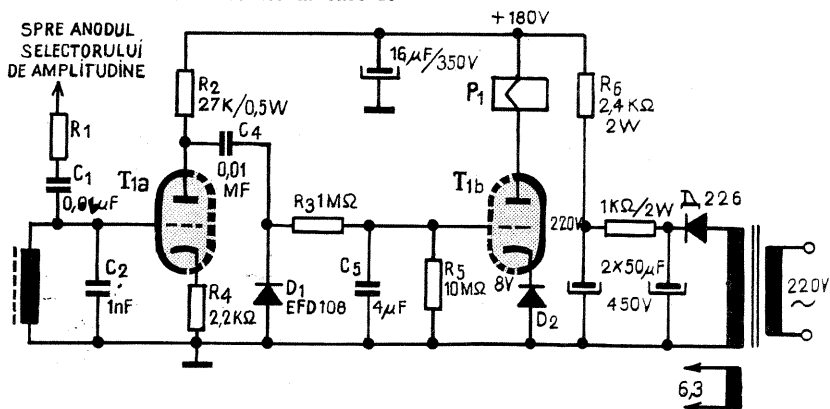 SPRE ANODUL
SELECTORULUI
DE AMPLITUDINE
R1
C1
0,01µF
C2
1nF
T1a
R2
27K/0,5W
C4
0,01
MF
R4
2,2KΩ
16µF/350V
+180V
P1
R3 1MΩ
D1
EFD108
C5
4µF
R5
10MΩ
T1b
8V
D2
R6
2,4KΩ
2W
220V
1KΩ/2W
Д 226
2x50µF
450V
220V
~
6,3